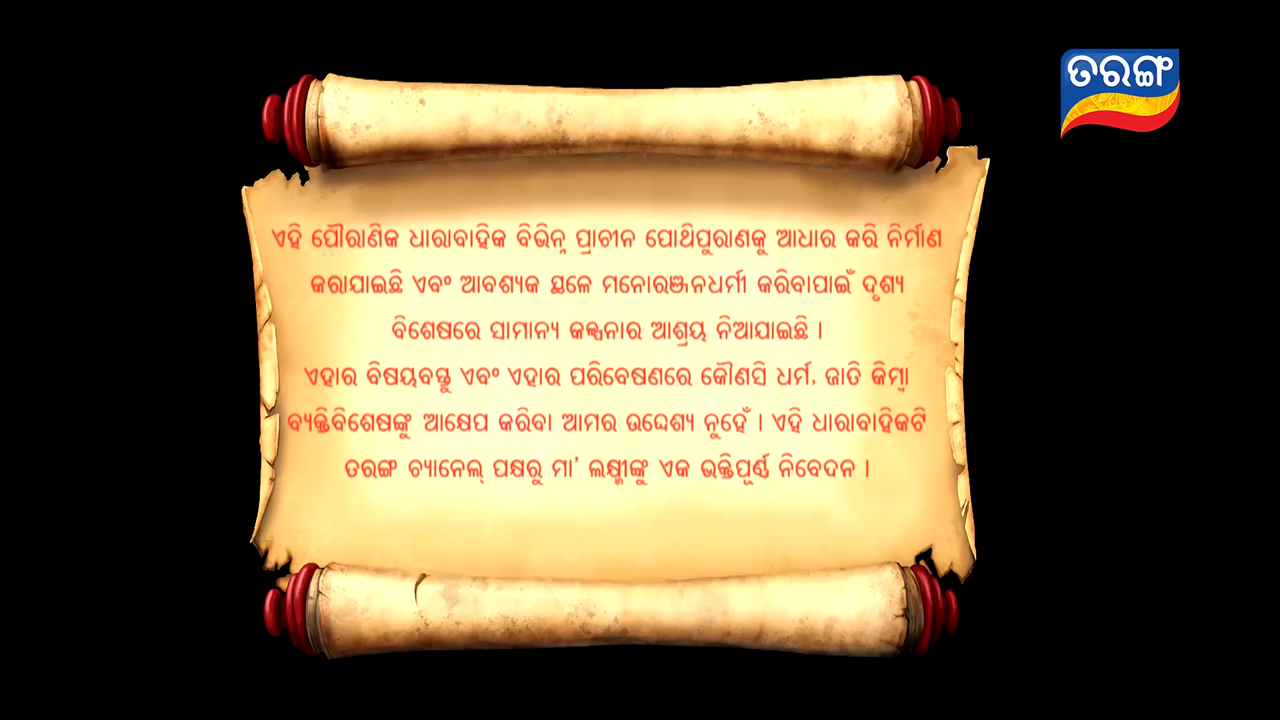 ତରଙ୍ଗ
ଏହି ପୌରାଣିକ ଧାରାବାହିକ ବିଭିନ୍ନ ପ୍ରାଚୀନ ପୋଥିପୁରାଣକୁ ଆଧାର କରି ନିର୍ମାଣ
କରାଯାଇଛି ଏବଂ ଆବଶ୍ୟକ ସ୍ଥଳେ ମନୋରଞ୍ଜନଧର୍ମୀ କରିବାପାଇଁ ଦୃଶ୍ୟ
ବିଶେଷରେ ସାମାନ୍ୟ କଳ୍ପନାର ଆଶ୍ରୟ ନିଆଯାଇଛି ।
ଏହାର ବିଷୟବସ୍ତୁ ଏବଂ ଏହାର ପରିବେଷଣରେ କୌଣସି ଧର୍ମ, ଜାତି କିମ୍ବା
ବ୍ୟକ୍ତିବିଶେଷଙ୍କୁ ଆକ୍ଷେପ କରିବା ଆମର ଉଦ୍ଦେଶ୍ୟ ନୁହେଁ । ଏହି ଧାରାବାହିକଟି
ତରଙ୍ଗ ଚ୍ୟାନେଲ୍ ପକ୍ଷରୁ ମା' ଲକ୍ଷ୍ମୀଙ୍କୁ ଏକ ଭକ୍ତିପୂର୍ଣ୍ଣ ନିବେଦନ ।